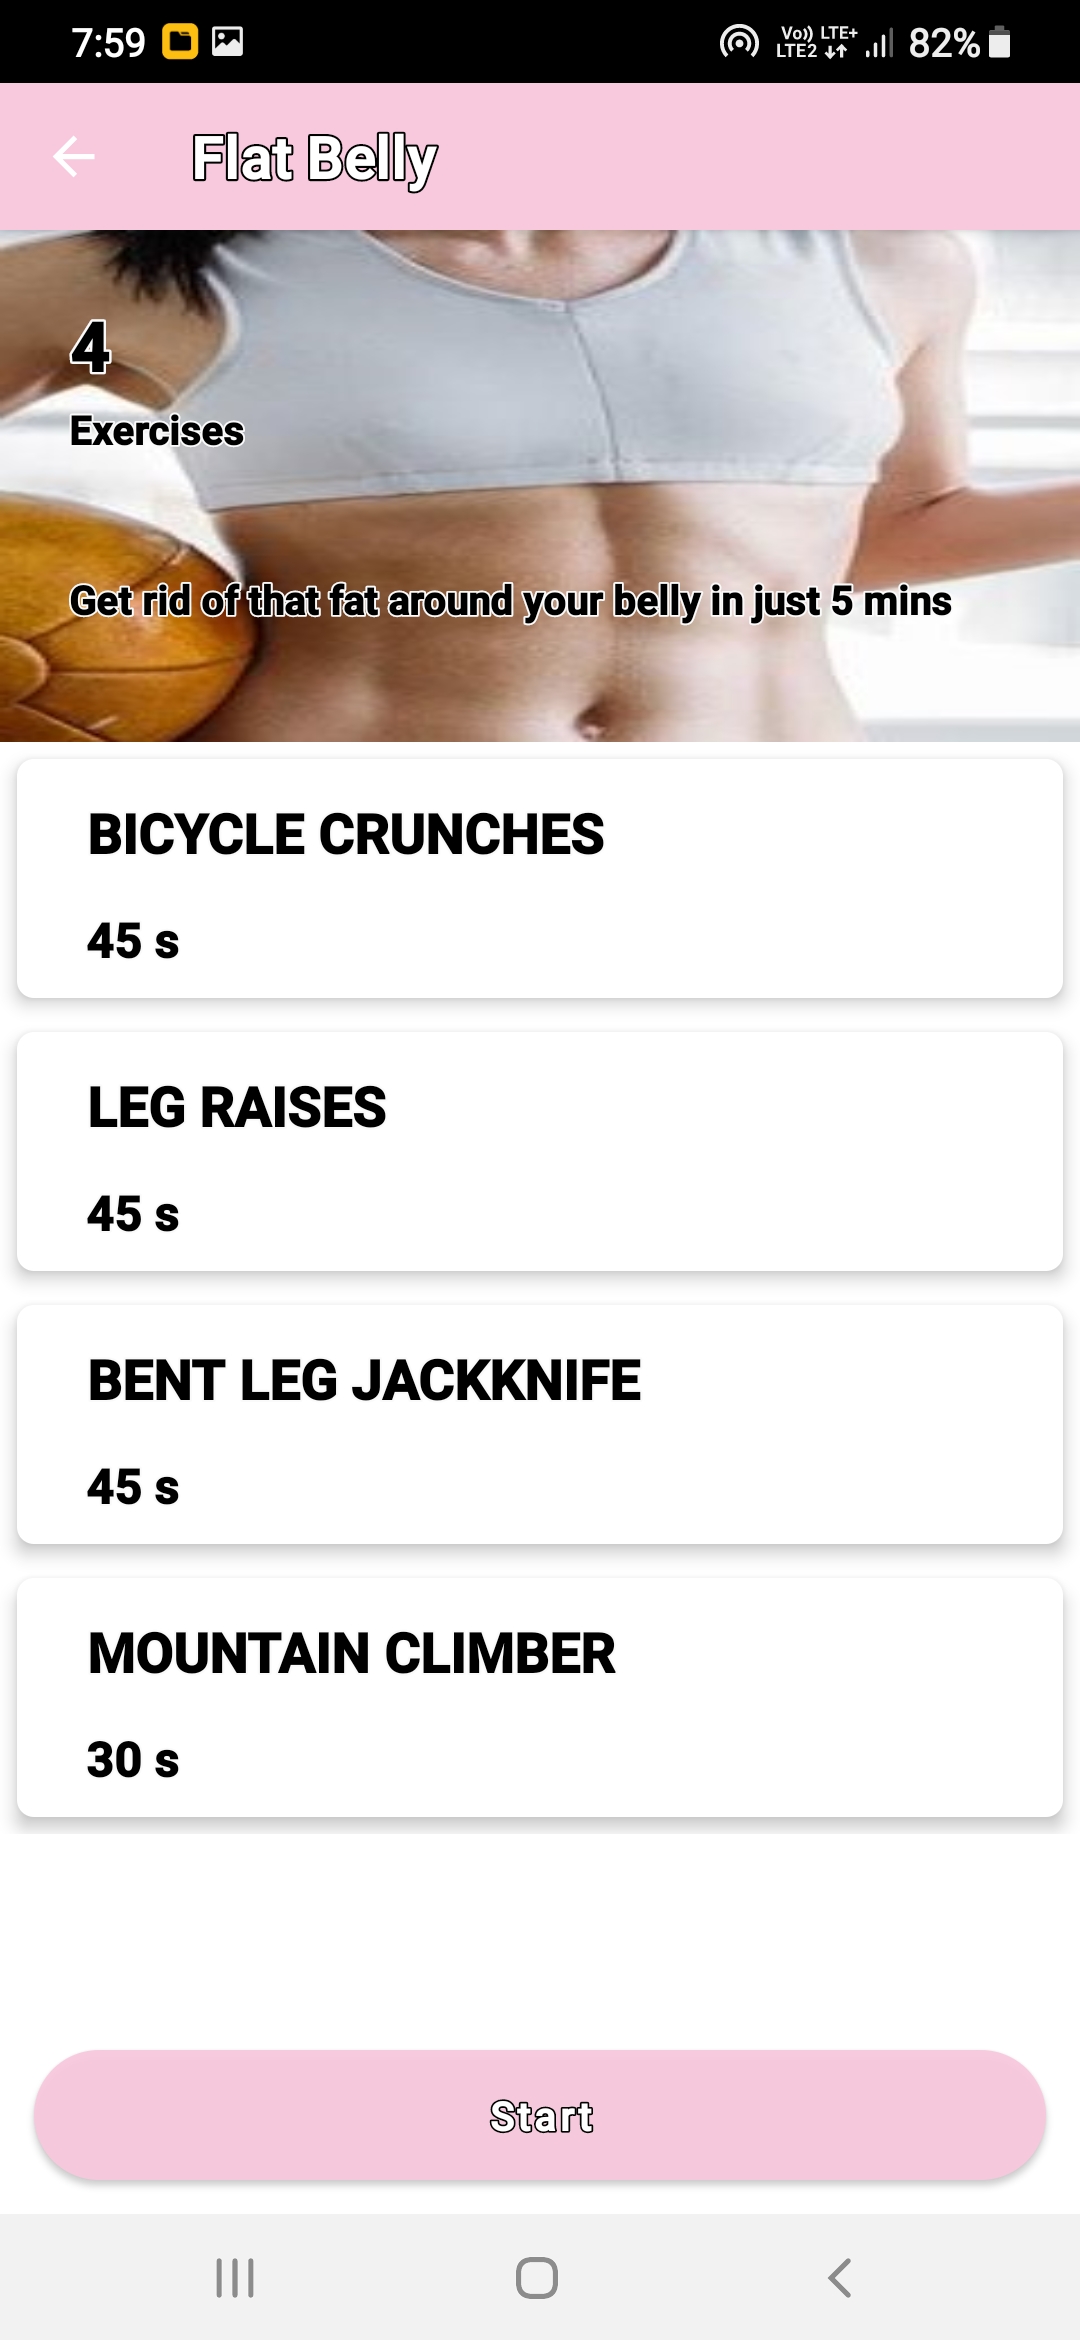 7:59
Vo)) LTE+
LTE2
82%
Flat Belly
4
Exercises
Get rid of that fat around your belly in just 5 mins
BICYCLE CRUNCHES
45 s
LEG RAISES
45 s
BENT LEG JACKKNIFE
45 s
MOUNTAIN CLIMBER
30 s
Start